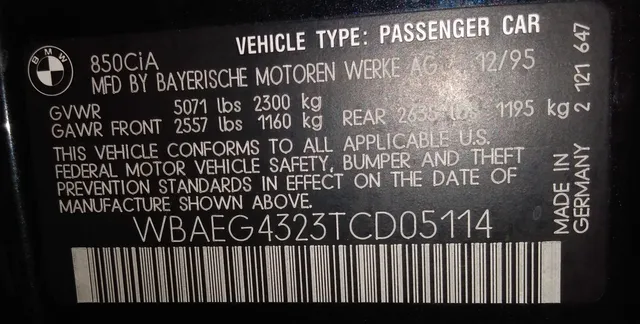 BMW
VEHICLE TYPE: PASSENGER CAR
850CiA
MFD BY BAYERISCHE MOTOREN WERKE AG 12/95
GVWR 5071 lbs 2300 kg
GAWR FRONT 2557 lbs 1160 kg REAR 2635 lbs 1195 kg
THIS VEHICLE CONFORMS TO ALL APPLICABLE U.S.
FEDERAL MOTOR VEHICLE SAFETY, BUMPER AND THEFT
PREVENTION STANDARDS IN EFFECT ON THE DATE OF
MANUFACTURE SHOWN ABOVE.
WBAEG4323TCD05114
2 121 647
MADE IN
GERMANY